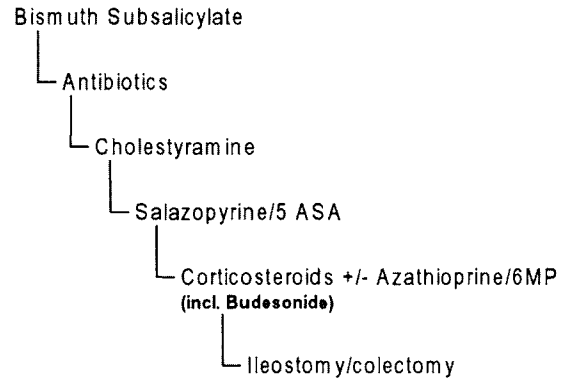 Bismuth Subsalicylate
Antibiotics
Cholestyramine
Salazopyrine/5 ASA
Corticosteroids +/- Azathioprine/6MP
(incl. Budesonide)
Ileostomy/colectomy